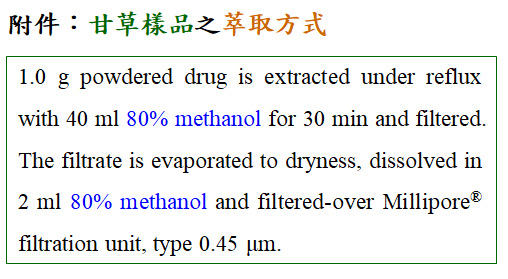 附件：甘草樣品之萃取方式
1.0 g powdered drug is extracted under reflux
with 40 ml 80% methanol for 30 min and filtered.
The filtrate is evaporated to dryness, dissolved in
2 ml 80% methanol and filtered-over Millipore®
filtration unit, type 0.45 μm.